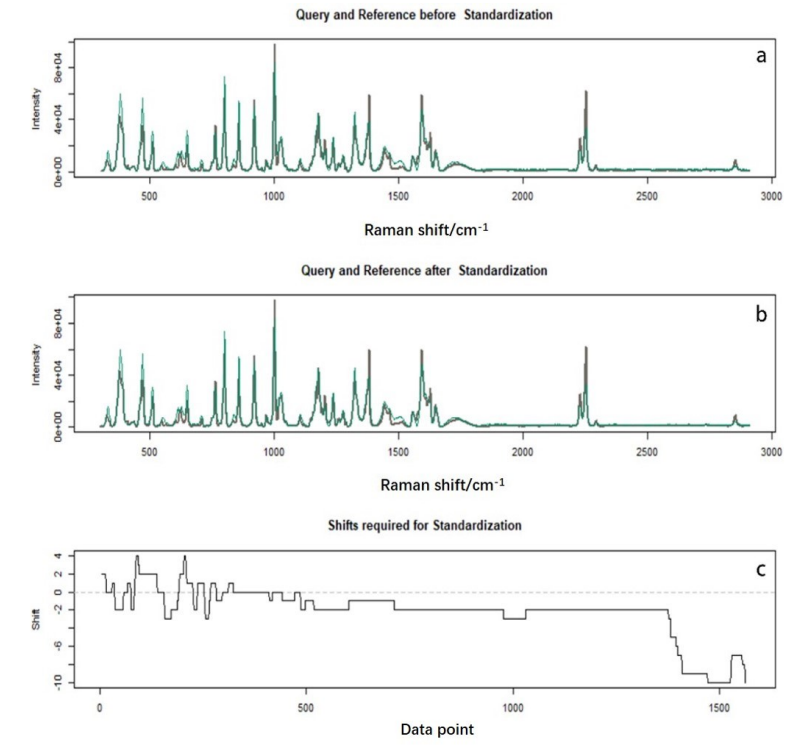 Query and Reference before Standardization
a
Intensity
0e+00 4e+04 8e+04
500 1000 1500 2000 2500 3000
Raman shift/cm-1
Query and Reference after Standardization
b
Intensity
0e+00 4e+04 8e+04
500 1000 1500 2000 2500 3000
Raman shift/cm-1
Shifts required for Standardization
c
Shift
-10 -6 -2 0 2 4
0 500 1000 1500
Data point